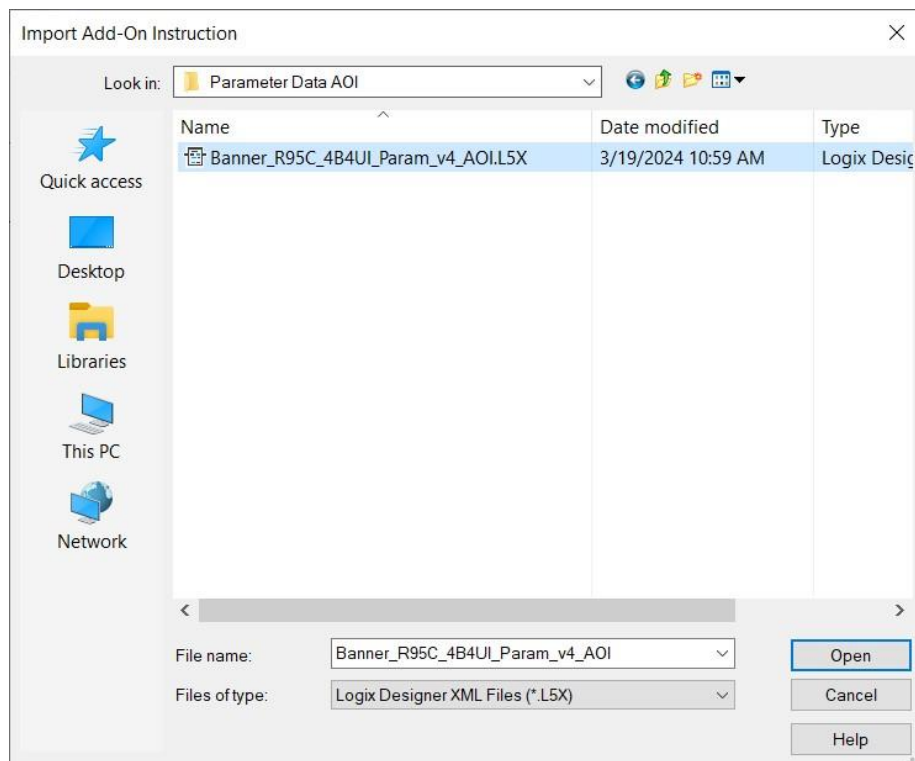 Import Add-On Instruction
Look in: Parameter Data AOI
Name Date modified Type
Banner_R95C_4B4UI_Param_v4_AOI.L5X 3/19/2024 10:59 AM Logix Desig
Quick access
Desktop
Libraries
This PC
Network
File name: Banner_R95C_4B4UI_Param_v4_AOI Open
Files of type: Logix Designer XML Files (*.L5X) Cancel
Help